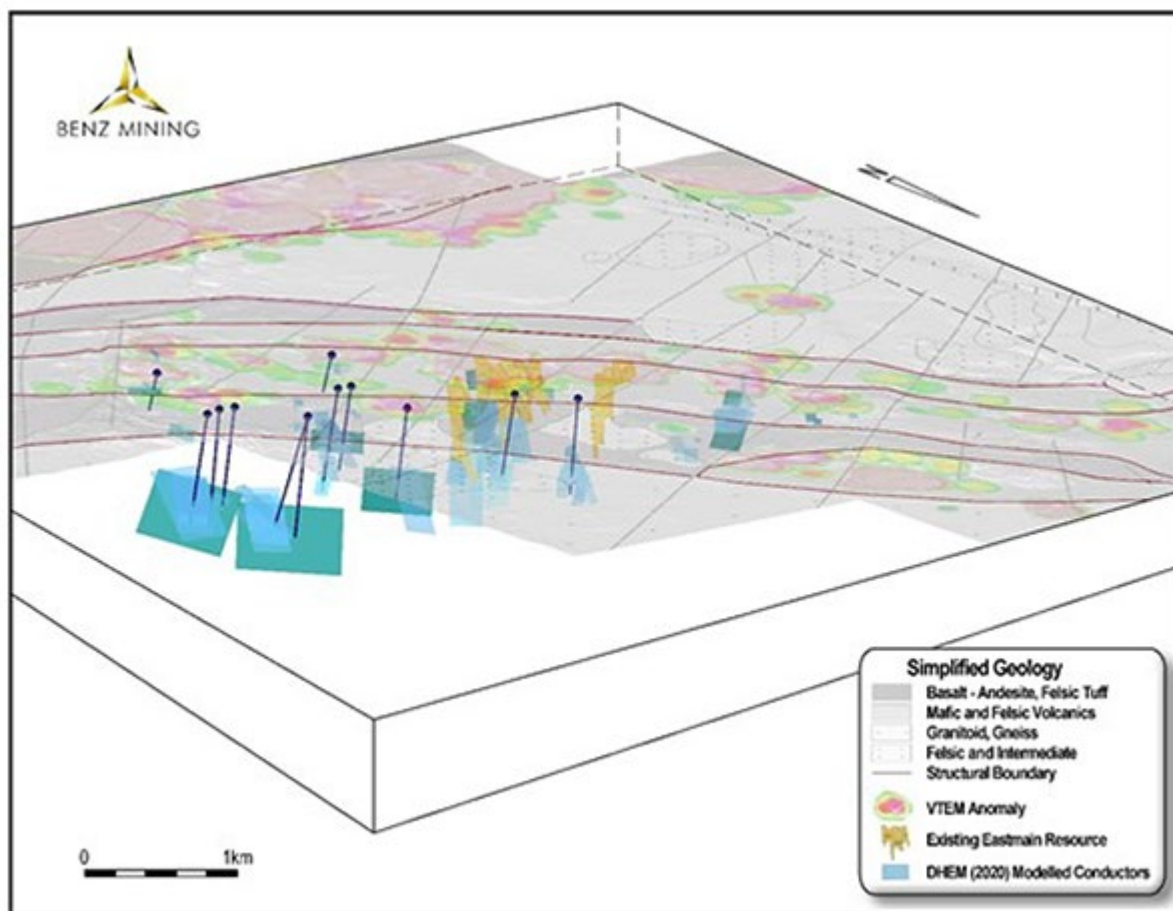 BENZ MINING
N
0 1km
Simplified Geology
Basalt - Andesite, Felsic Tuff
Mafic and Felsic Volcanics
Granitoid, Gneiss
Felsic and Intermediate
Structural Boundary
VTEM Anomaly
Existing Eastmain Resource
DHEM (2020) Modelled Conductors